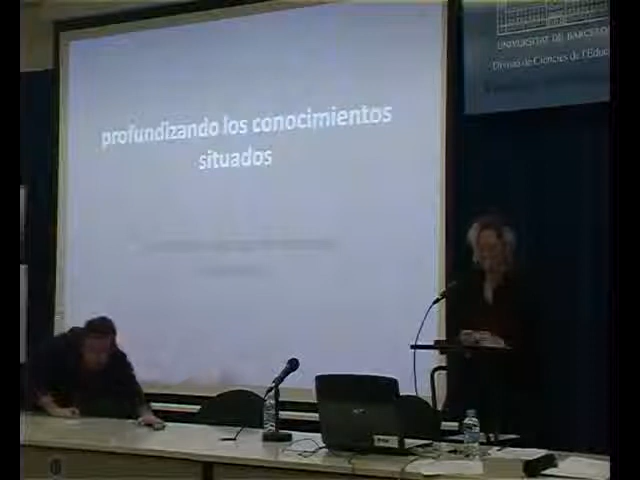 profundizando los conocimientos
situados
UNIVERSITAT DE BARCELO
Divisió de Ciències de l'Educ